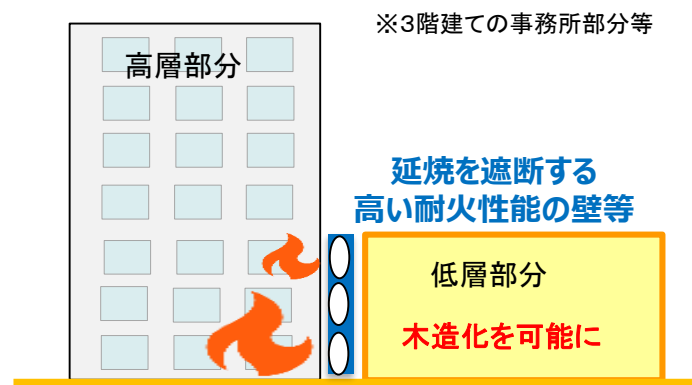 ※3階建ての事務所部分等
高層部分
延焼を遮断する
高い耐火性能の壁等
低層部分
木造化を可能に